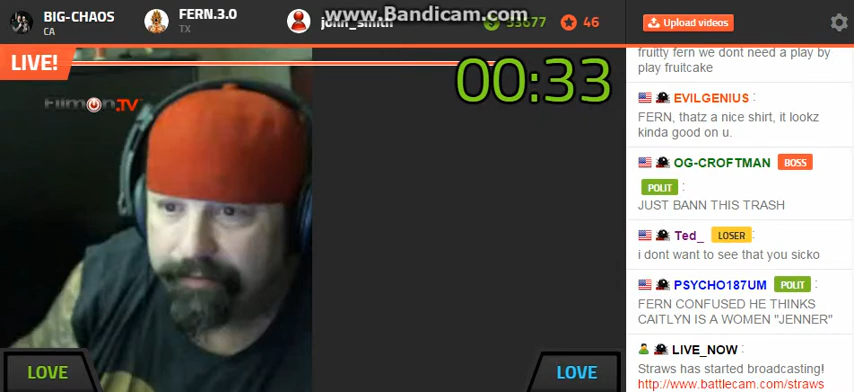 BIG-CHAOS
CA
FERN.3.0
TX
john_smith
www.Bandicam.com
46
Upload videos
LIVE!
FilmOn.TV
00:33
LOVE
LOVE
fruitty fern we dont need a play by
play fruitcake
EVILGENIUS :
FERN, thatz a nice shirt, it lookz
kinda good on u.
OG-CROFTMAN BOSS
POLIT :
JUST BANN THIS TRASH
Ted_ LOSER :
i dont want to see that you sicko
PSYCHO187UM POLIT :
FERN CONFUSED HE THINKS
CAITLYN IS A WOMEN "JENNER"
LIVE_NOW :
Straws has started broadcasting!
http://www.battlecam.com/straws